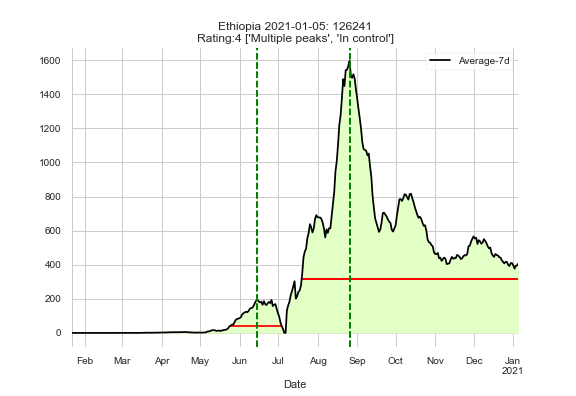 Ethiopia 2021-01-05: 126241
Rating:4 ['Multiple peaks', 'In control']
Average-7d
1600
1400
1200
1000
800
600
400
200
0
Feb Mar Apr May Jun Jul Aug Sep Oct Nov Dec Jan
2021
Date